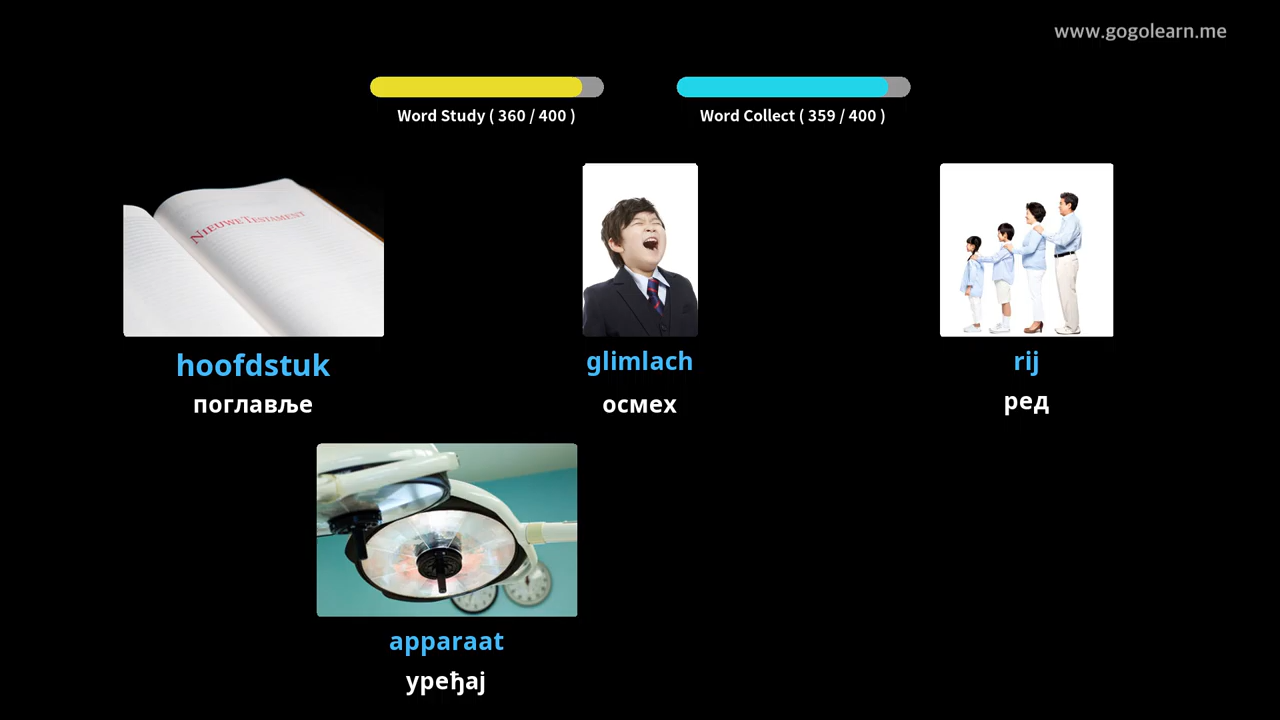 www.gogolearn.me
Word Study ( 360 / 400 )
Word Collect ( 359 / 400 )
NIEUWE TESTAMENT
hoofdstuk
поглавље
glimlach
осмех
rij
ред
apparaat
уређај